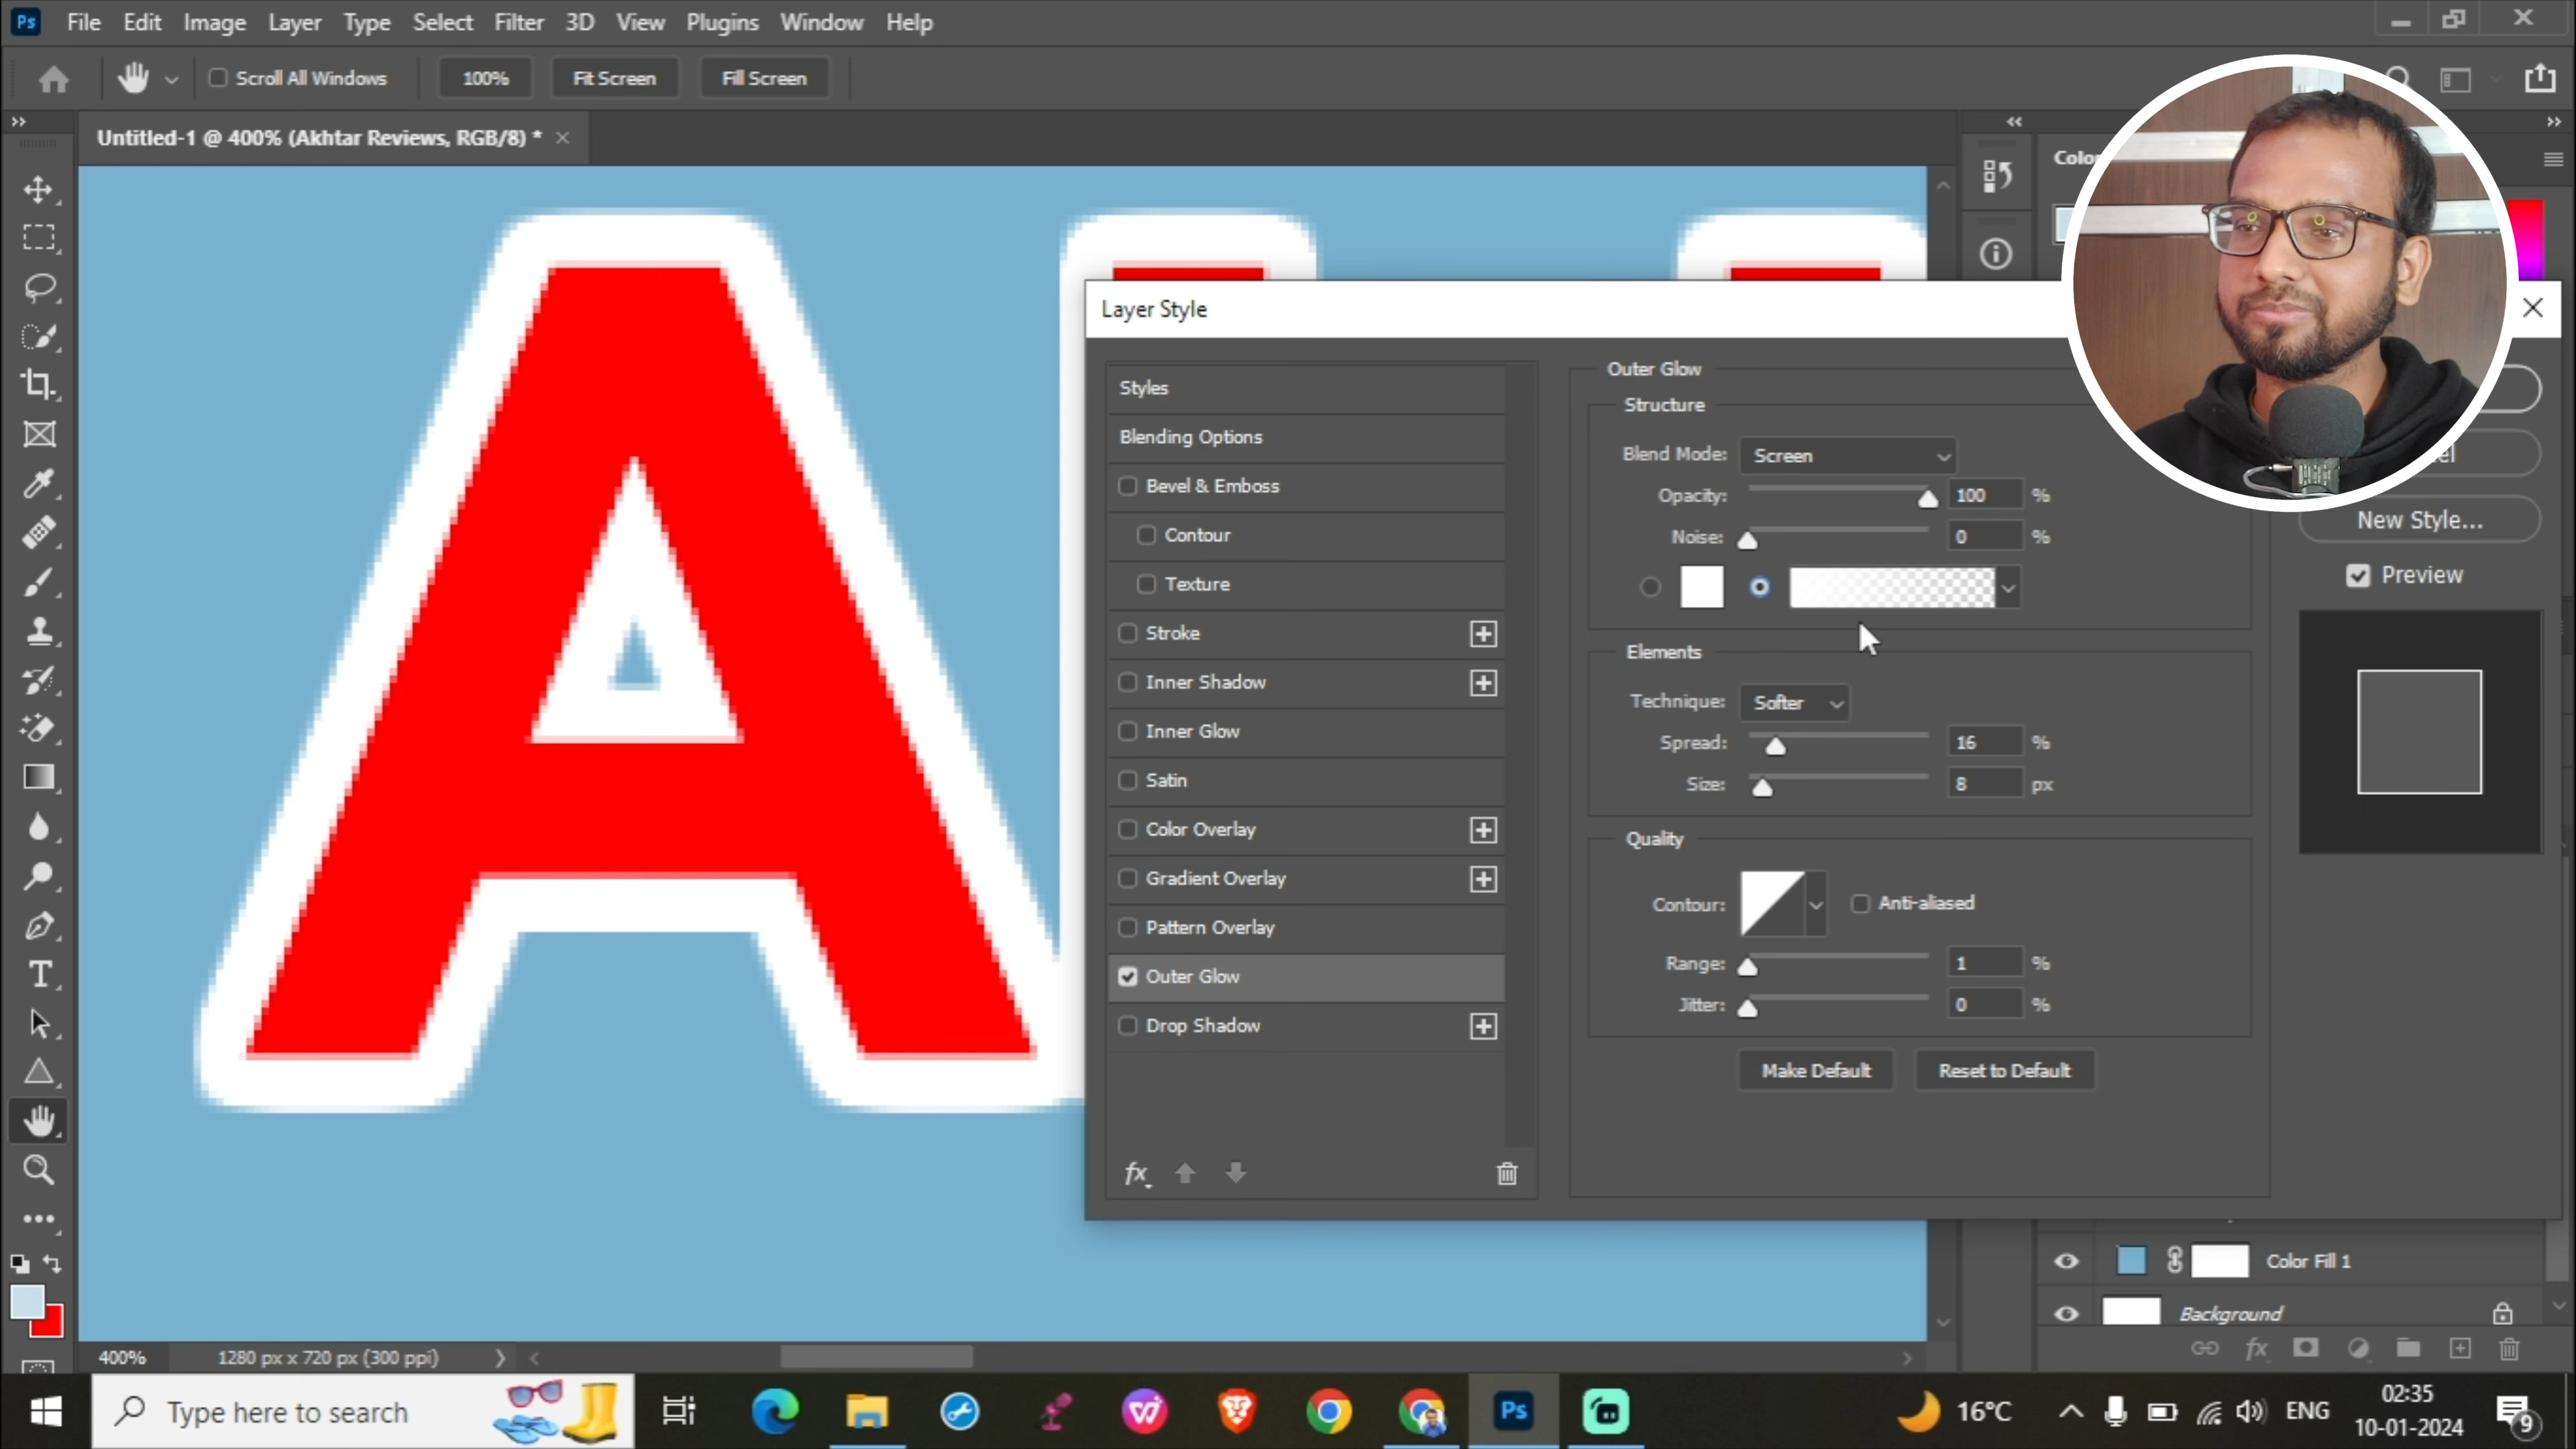 Ps File Edit Image Layer Type Select Filter 3D View Plugins Window Help
Scroll All Windows 100% Fit Screen Fill Screen
Untitled-1 @ 400% (Akhtar Reviews, RGB/8) *
A
Layer Style
Styles
Blending Options
Bevel & Emboss
Contour
Texture
Stroke
Inner Shadow
Inner Glow
Satin
Color Overlay
Gradient Overlay
Pattern Overlay
Outer Glow
Drop Shadow
fx
Outer Glow
Structure
Blend Mode: Screen
Opacity: 100 %
Noise: 0 %
Elements
Technique: Softer
Spread: 16 %
Size: 8 px
Quality
Contour: Anti-aliased
Range: 1 %
Jitter: 0 %
Make Default Reset to Default
New Style...
Preview
Color Fill 1
Background
fx
400% 1280 px x 720 px (300 ppi)
Type here to search
Ps
16°C ENG
02:35
10-01-2024
9